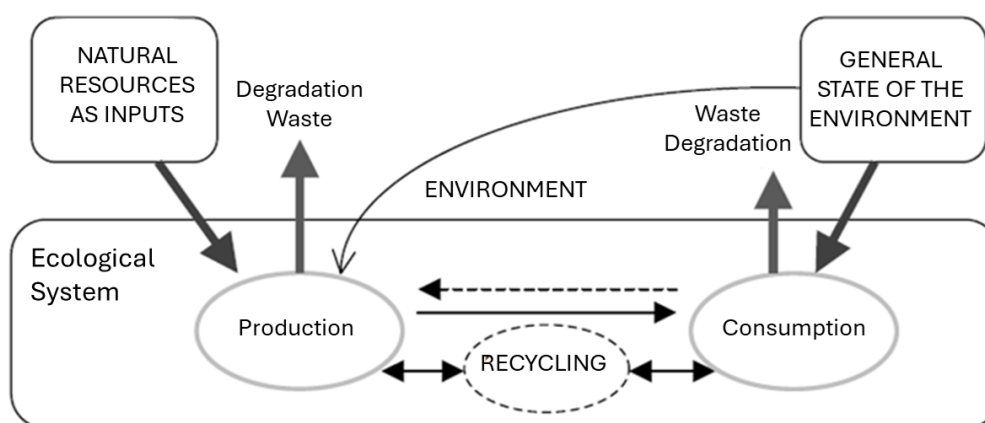 NATURAL
RESOURCES
AS INPUTS
Degradation
Waste
Waste
Degradation
GENERAL
STATE OF THE
ENVIRONMENT
ENVIRONMENT
Ecological
System
Production
RECYCLING
Consumption